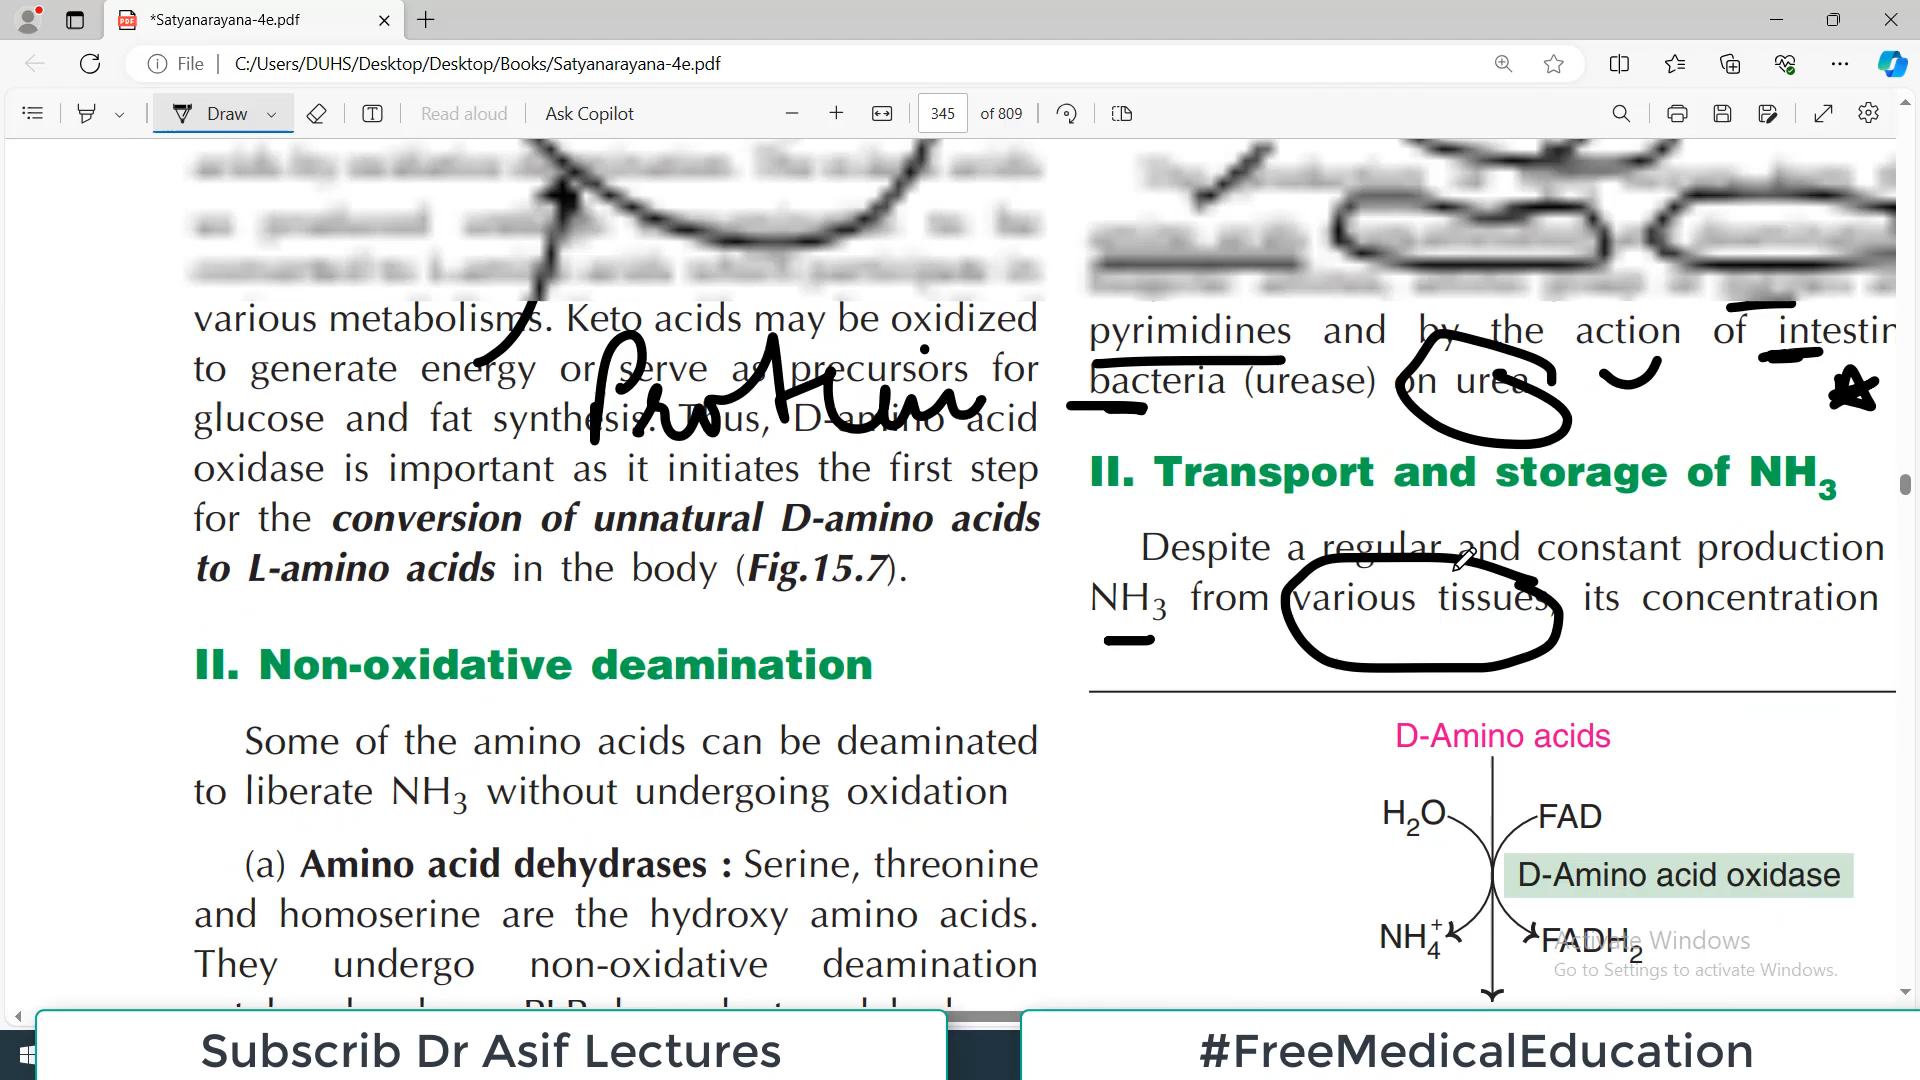 *Satyanarayana-4e.pdf
File
C:/Users/DUHS/Desktop/Desktop/Books/Satyanarayana-4e.pdf
Draw
Read aloud
Ask Copilot
345 of 809
various metabolisms. Keto acids may be oxidized
to generate energy or serve as precursors for
glucose and fat synthesis. Thus, D-amino acid
oxidase is important as it initiates the first step
for the conversion of unnatural D-amino acids
to L-amino acids in the body (Fig.15.7).
Protein
II. Non-oxidative deamination
Some of the amino acids can be deaminated
to liberate NH3 without undergoing oxidation
(a) Amino acid dehydrases : Serine, threonine
and homoserine are the hydroxy amino acids.
They undergo non-oxidative deamination
pyrimidines and by the action of intestin
bacteria (urease) on urea
II. Transport and storage of NH3
Despite a regular and constant production
NH3 from various tissues, its concentration
D-Amino acids
H2O
FAD
D-Amino acid oxidase
NH4+
FADH2
Activate Windows
Go to Settings to activate Windows.
Subscrib Dr Asif Lectures
#FreeMedicalEducation